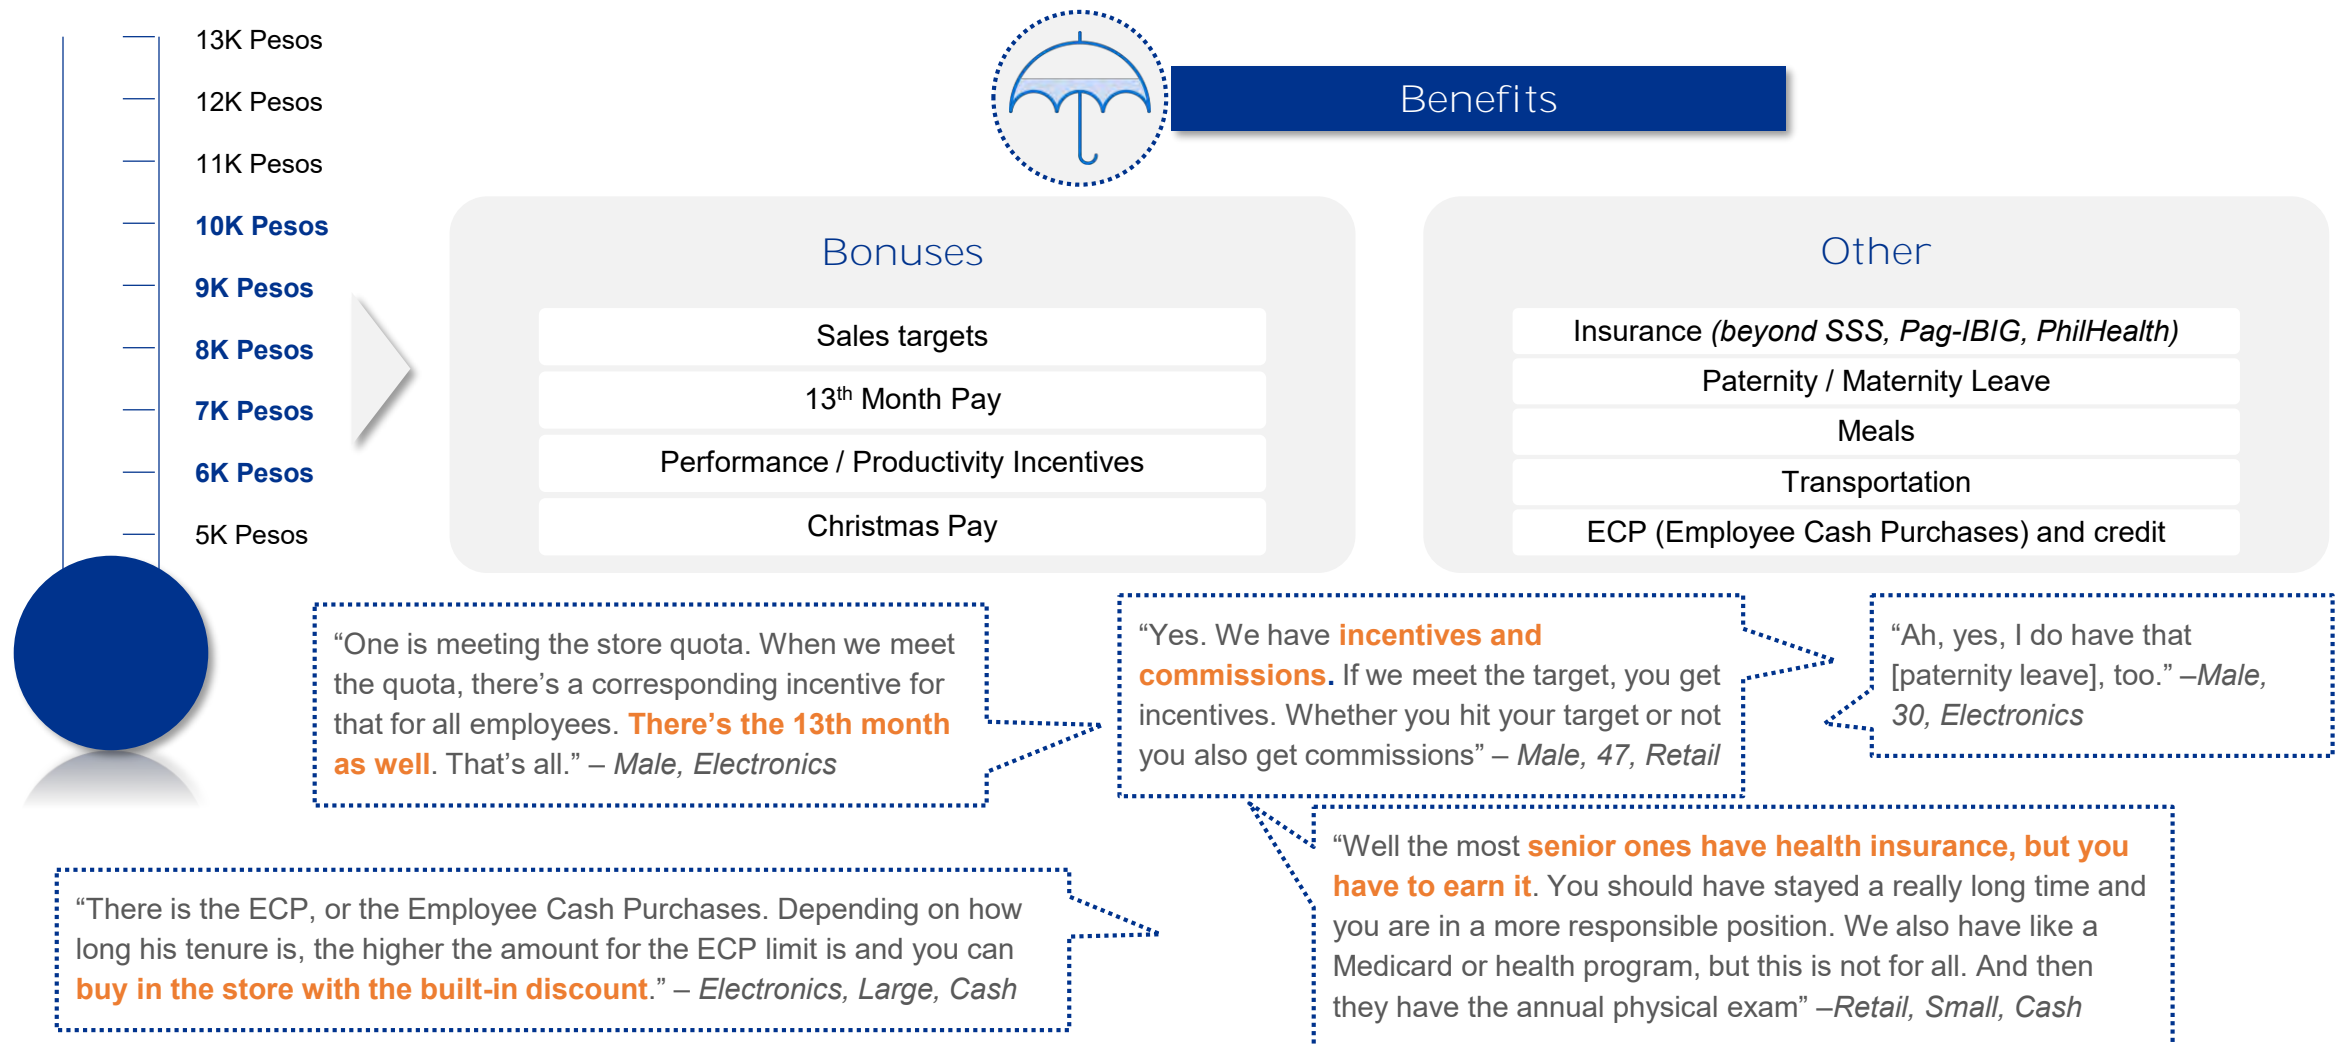 13K Pesos
12K Pesos
11K Pesos
10K Pesos
9K Pesos
8K Pesos
7K Pesos
6K Pesos
5K Pesos
Benefits
Bonuses
Sales targets
13th Month Pay
Performance / Productivity Incentives
Christmas Pay
Other
Insurance (beyond SSS, Pag-IBIG, PhilHealth)
Paternity / Maternity Leave
Meals
Transportation
ECP (Employee Cash Purchases) and credit
“One is meeting the store quota. When we meet
the quota, there’s a corresponding incentive for
that for all employees. There’s the 13th month
as well. That’s all.” – Male, Electronics
“Yes. We have incentives and
commissions. If we meet the target, you get
incentives. Whether you hit your target or not
you also get commissions” – Male, 47, Retail
“Ah, yes, I do have that
[paternity leave], too.” –Male,
30, Electronics
“There is the ECP, or the Employee Cash Purchases. Depending on how
long his tenure is, the higher the amount for the ECP limit is and you can
buy in the store with the built-in discount.” – Electronics, Large, Cash
“Well the most senior ones have health insurance, but you
have to earn it. You should have stayed a really long time and
you are in a more responsible position. We also have like a
Medicard or health program, but this is not for all. And then
they have the annual physical exam” –Retail, Small, Cash